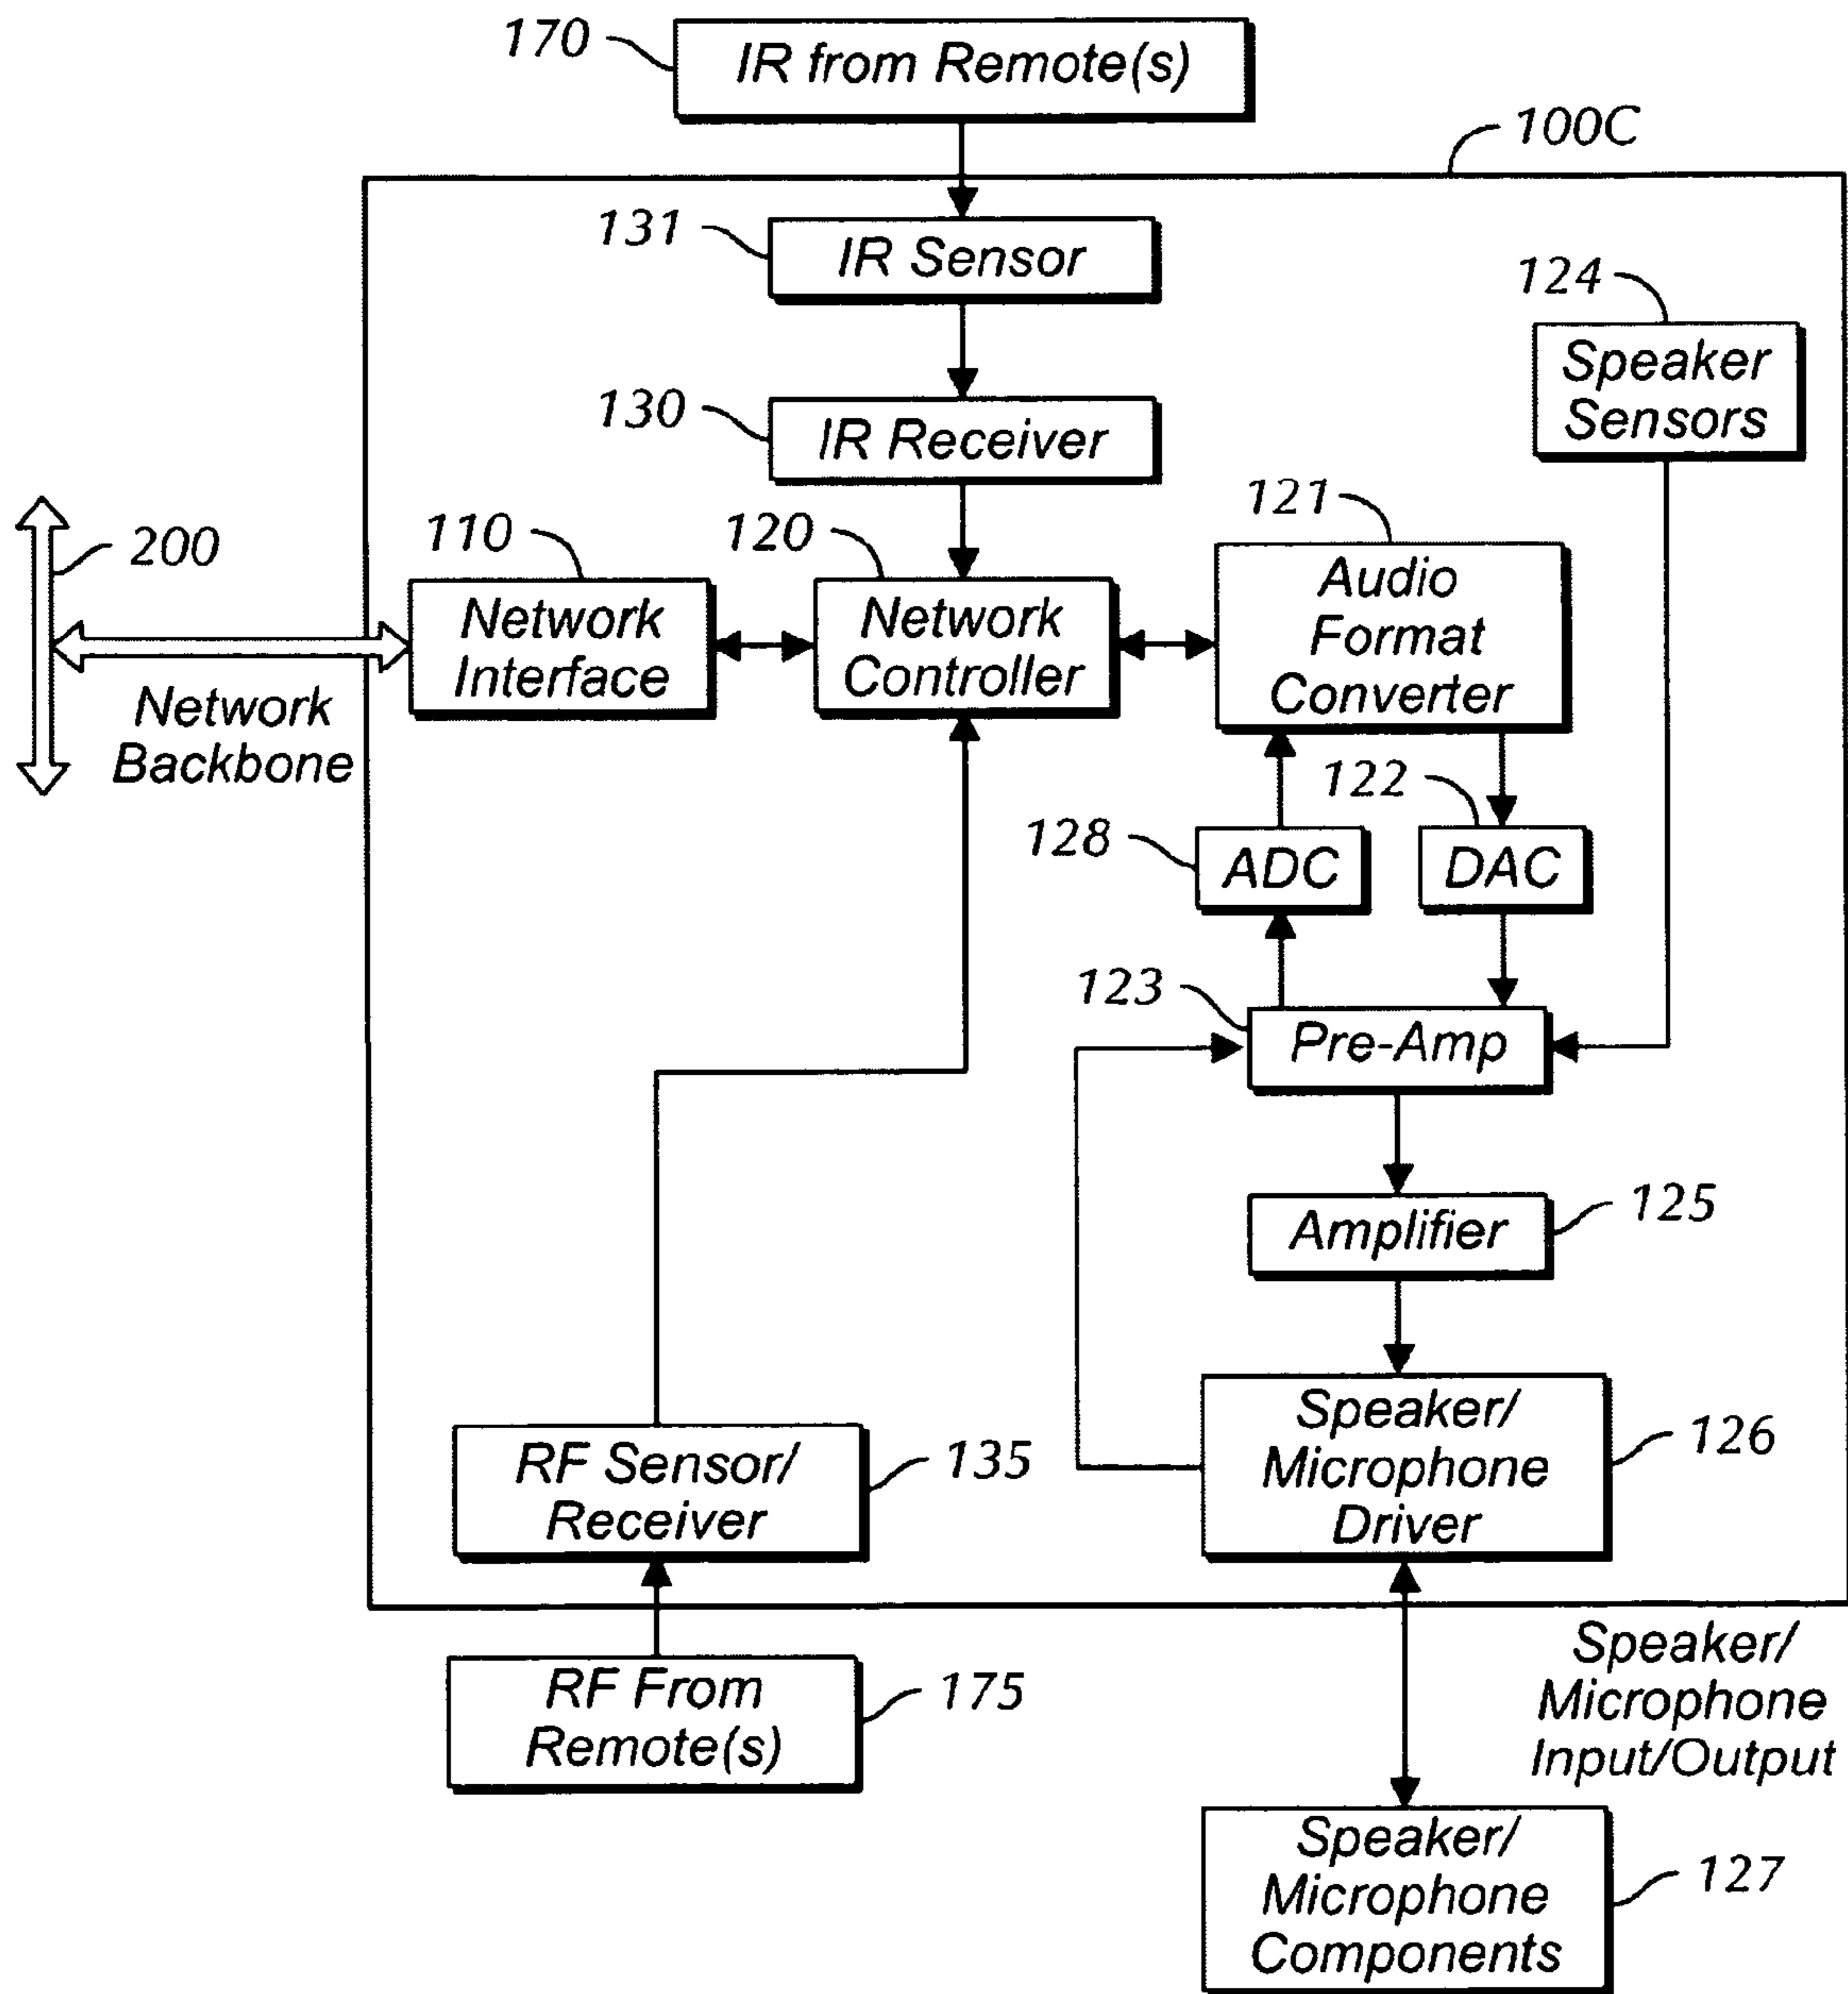 170
IR from Remote(s)
100C
131
IR Sensor
124
Speaker
Sensors
130
IR Receiver
121
200
110
120
Audio
Format
Converter
Network
Interface
Network
Controller
Network
Backbone
122
128
ADC
DAC
123
Pre-Amp
125
Amplifier
Speaker/
Microphone
Driver
126
RF Sensor/
Receiver
135
RF From
Remote(s)
175
Speaker/
Microphone
Input/Output
Speaker/
Microphone
Components
127